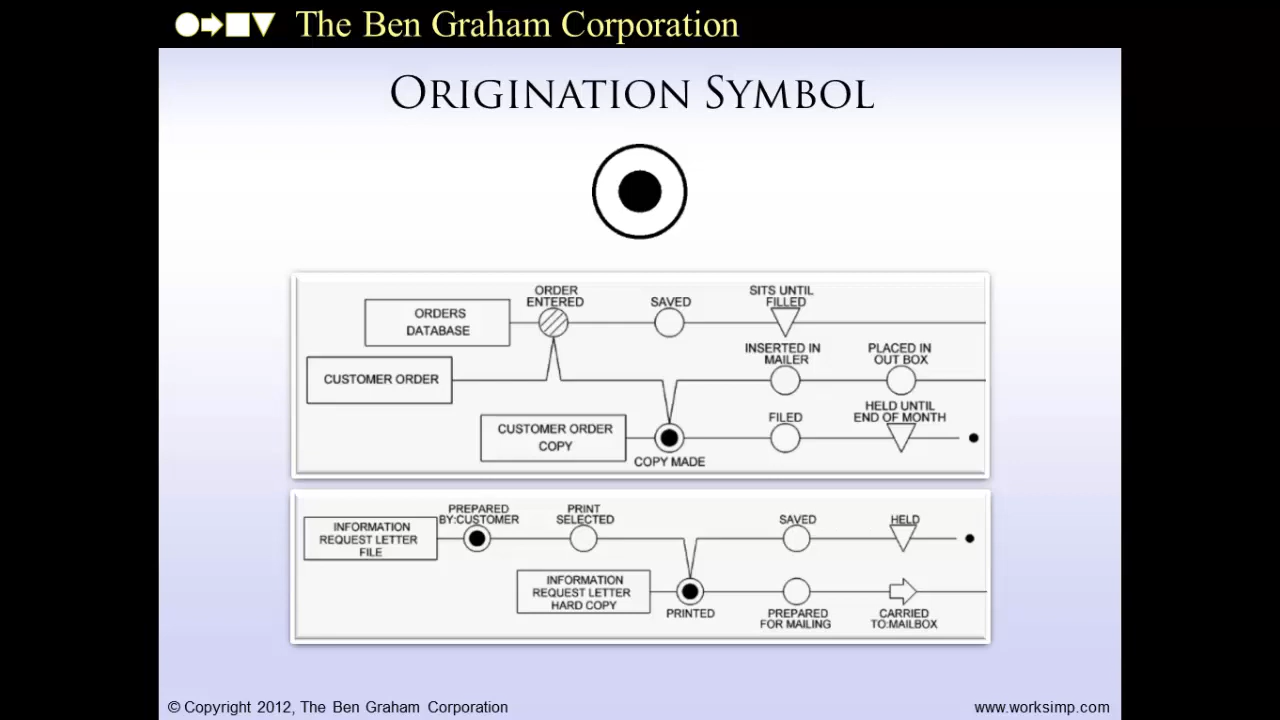 The Ben Graham Corporation
ORIGINATION SYMBOL
ORDER
ENTERED
SAVED
SITS UNTIL
FILLED
ORDERS
DATABASE
INSERTED IN
MAILER
PLACED IN
OUT BOX
CUSTOMER ORDER
HELD UNTIL
END OF MONTH
FILED
CUSTOMER ORDER
COPY
COPY MADE
PREPARED
BY:CUSTOMER
PRINT
SELECTED
SAVED
HELD
INFORMATION
REQUEST LETTER
FILE
INFORMATION
REQUEST LETTER
HARD COPY
PRINTED
PREPARED
FOR MAILING
CARRIED
TO:MAILBOX
© Copyright 2012, The Ben Graham Corporation
www.worksimp.com